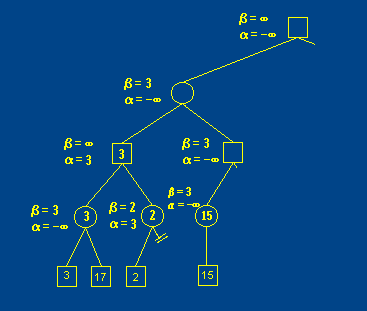 β = ∞
α = −∞
β = 3
α = −∞
β = ∞
α = 3
3
β = 3
α = −∞
β = 3
α = −∞
3
β = 2
α = 3
2
β = 3
α = −∞
15
3
17
2
15